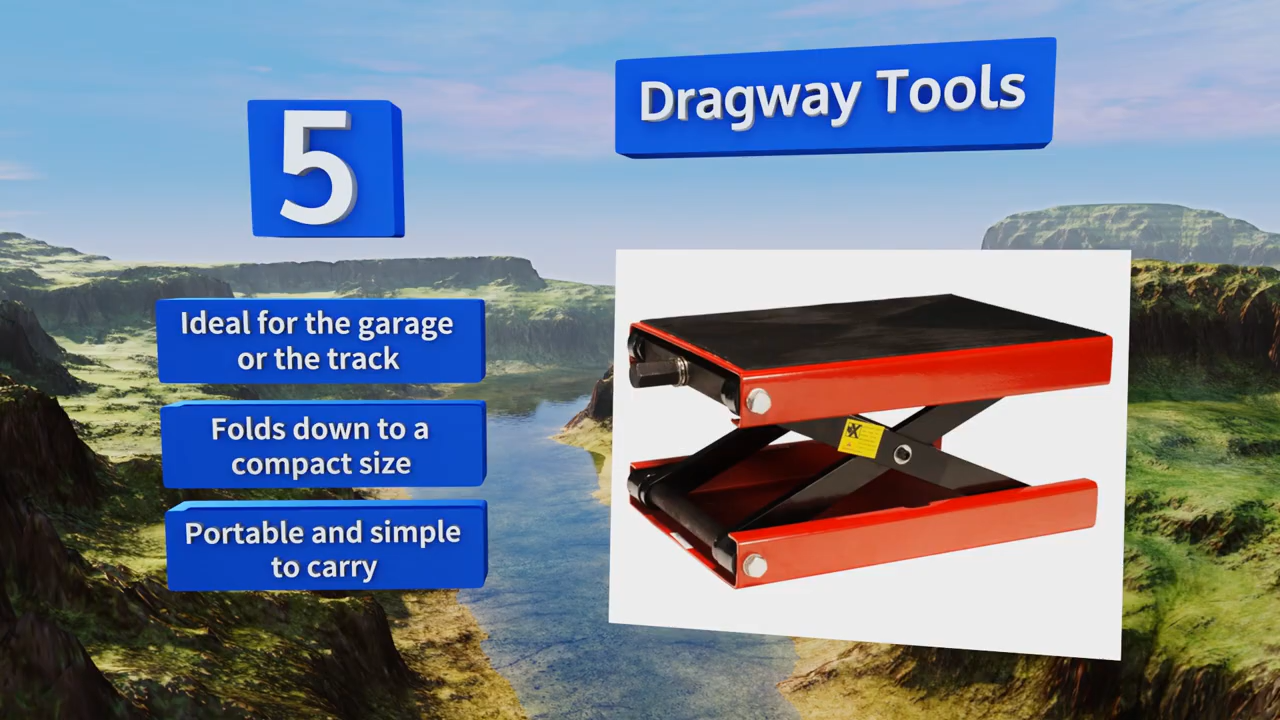 5
Dragway Tools
Ideal for the garage
or the track
Folds down to a
compact size
Portable and simple
to carry